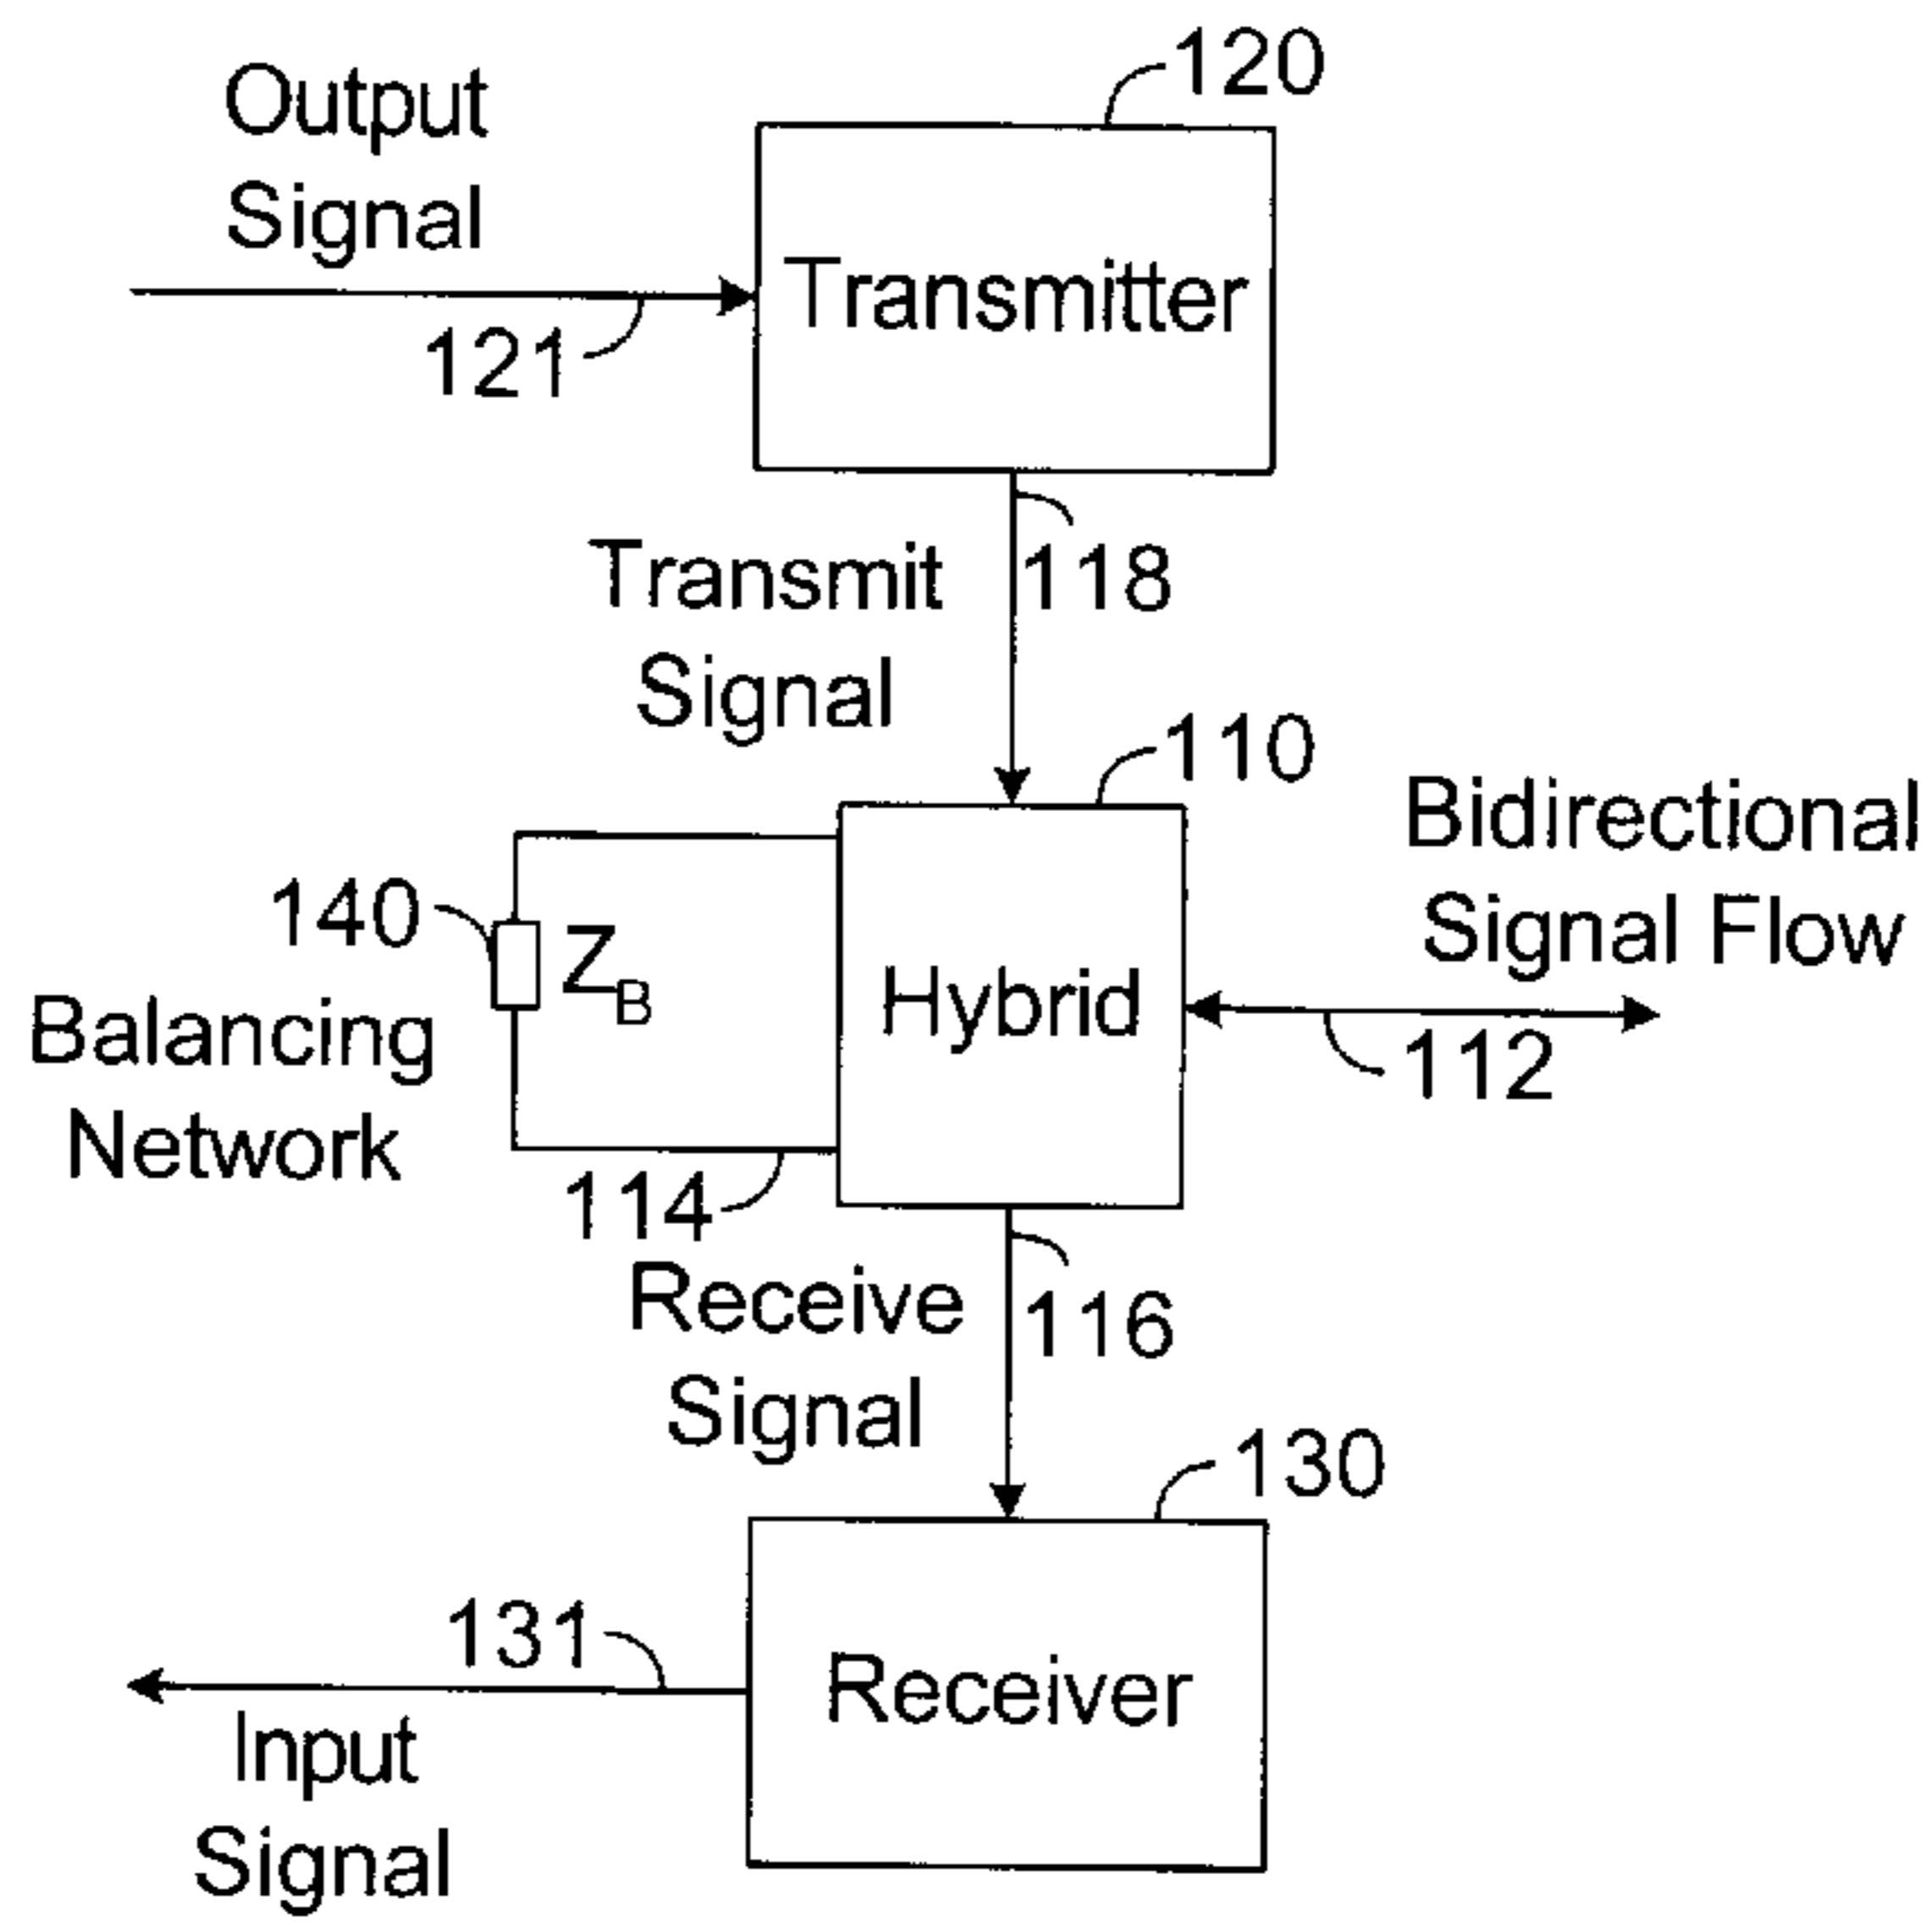 120
Output
Signal
Transmitter
121
Transmit
Signal
118
110
Bidirectional
Signal Flow
140
ZB
Hybrid
Balancing
Network
112
114
Receive
Signal
116
130
131
Receiver
Input
Signal